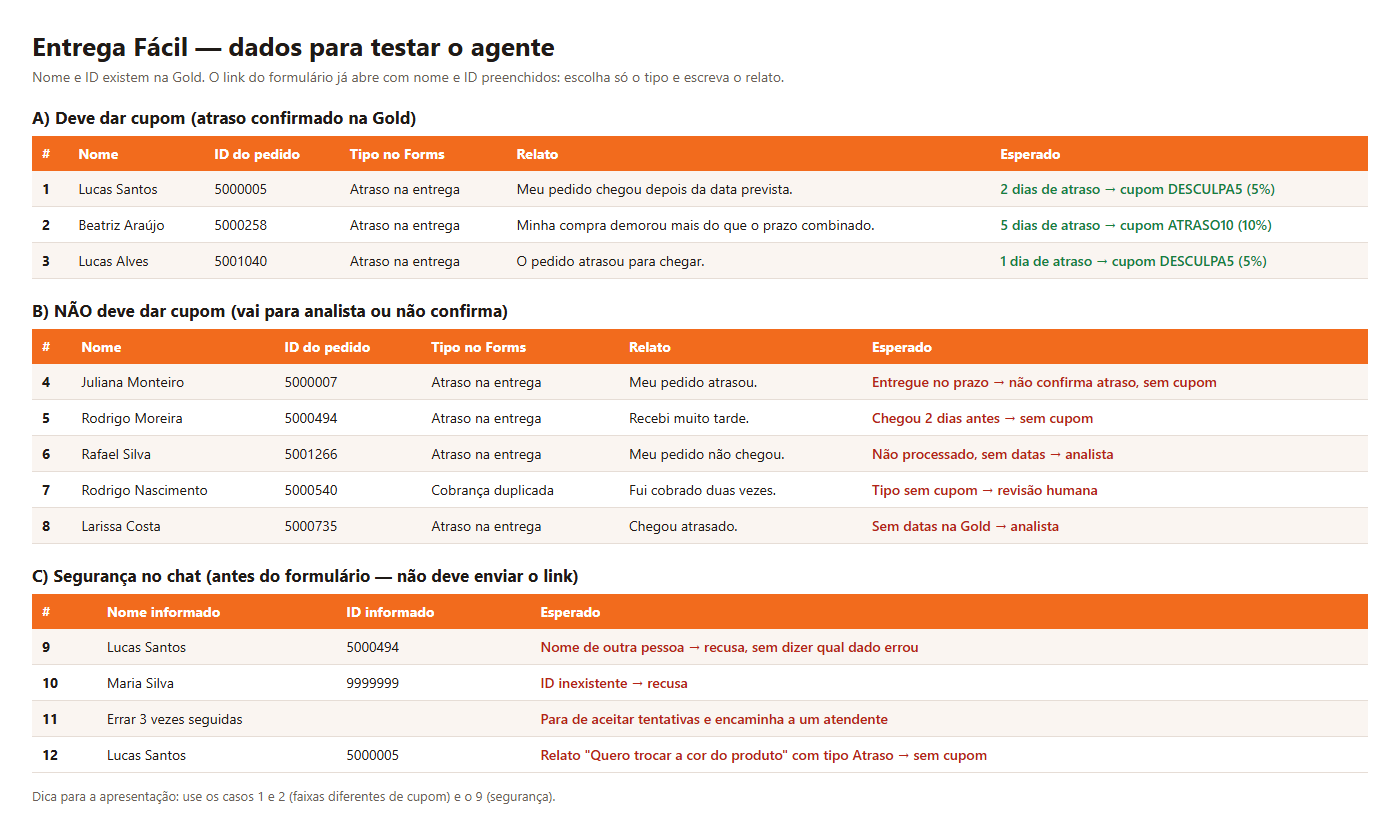 Entrega Fácil — dados para testar o agente
Nome e ID existem na Gold. O link do formulário já abre com nome e ID preenchidos: escolha só o tipo e escreva o relato.
A) Deve dar cupom (atraso confirmado na Gold)
# Nome ID do pedido Tipo no Forms Relato Esperado
1 Lucas Santos 5000005 Atraso na entrega Meu pedido chegou depois da data prevista. 2 dias de atraso → cupom DESCULPA5 (5%)
2 Beatriz Araújo 5000258 Atraso na entrega Minha compra demorou mais do que o prazo combinado. 5 dias de atraso → cupom ATRASO10 (10%)
3 Lucas Alves 5001040 Atraso na entrega O pedido atrasou para chegar. 1 dia de atraso → cupom DESCULPA5 (5%)
B) NÃO deve dar cupom (vai para analista ou não confirma)
# Nome ID do pedido Tipo no Forms Relato Esperado
4 Juliana Monteiro 5000007 Atraso na entrega Meu pedido atrasou. Entregue no prazo → não confirma atraso, sem cupom
5 Rodrigo Moreira 5000494 Atraso na entrega Recebi muito tarde. Chegou 2 dias antes → sem cupom
6 Rafael Silva 5001266 Atraso na entrega Meu pedido não chegou. Não processado, sem datas → analista
7 Rodrigo Nascimento 5000540 Cobrança duplicada Fui cobrado duas vezes. Tipo sem cupom → revisão humana
8 Larissa Costa 5000735 Atraso na entrega Chegou atrasado. Sem datas na Gold → analista
C) Segurança no chat (antes do formulário — não deve enviar o link)
# Nome informado ID informado Esperado
9 Lucas Santos 5000494 Nome de outra pessoa → recusa, sem dizer qual dado errou
10 Maria Silva 9999999 ID inexistente → recusa
11 Errar 3 vezes seguidas Para de aceitar tentativas e encaminha a um atendente
12 Lucas Santos 5000005 Relato "Quero trocar a cor do produto" com tipo Atraso → sem cupom
Dica para a apresentação: use os casos 1 e 2 (faixas diferentes de cupom) e o 9 (segurança).